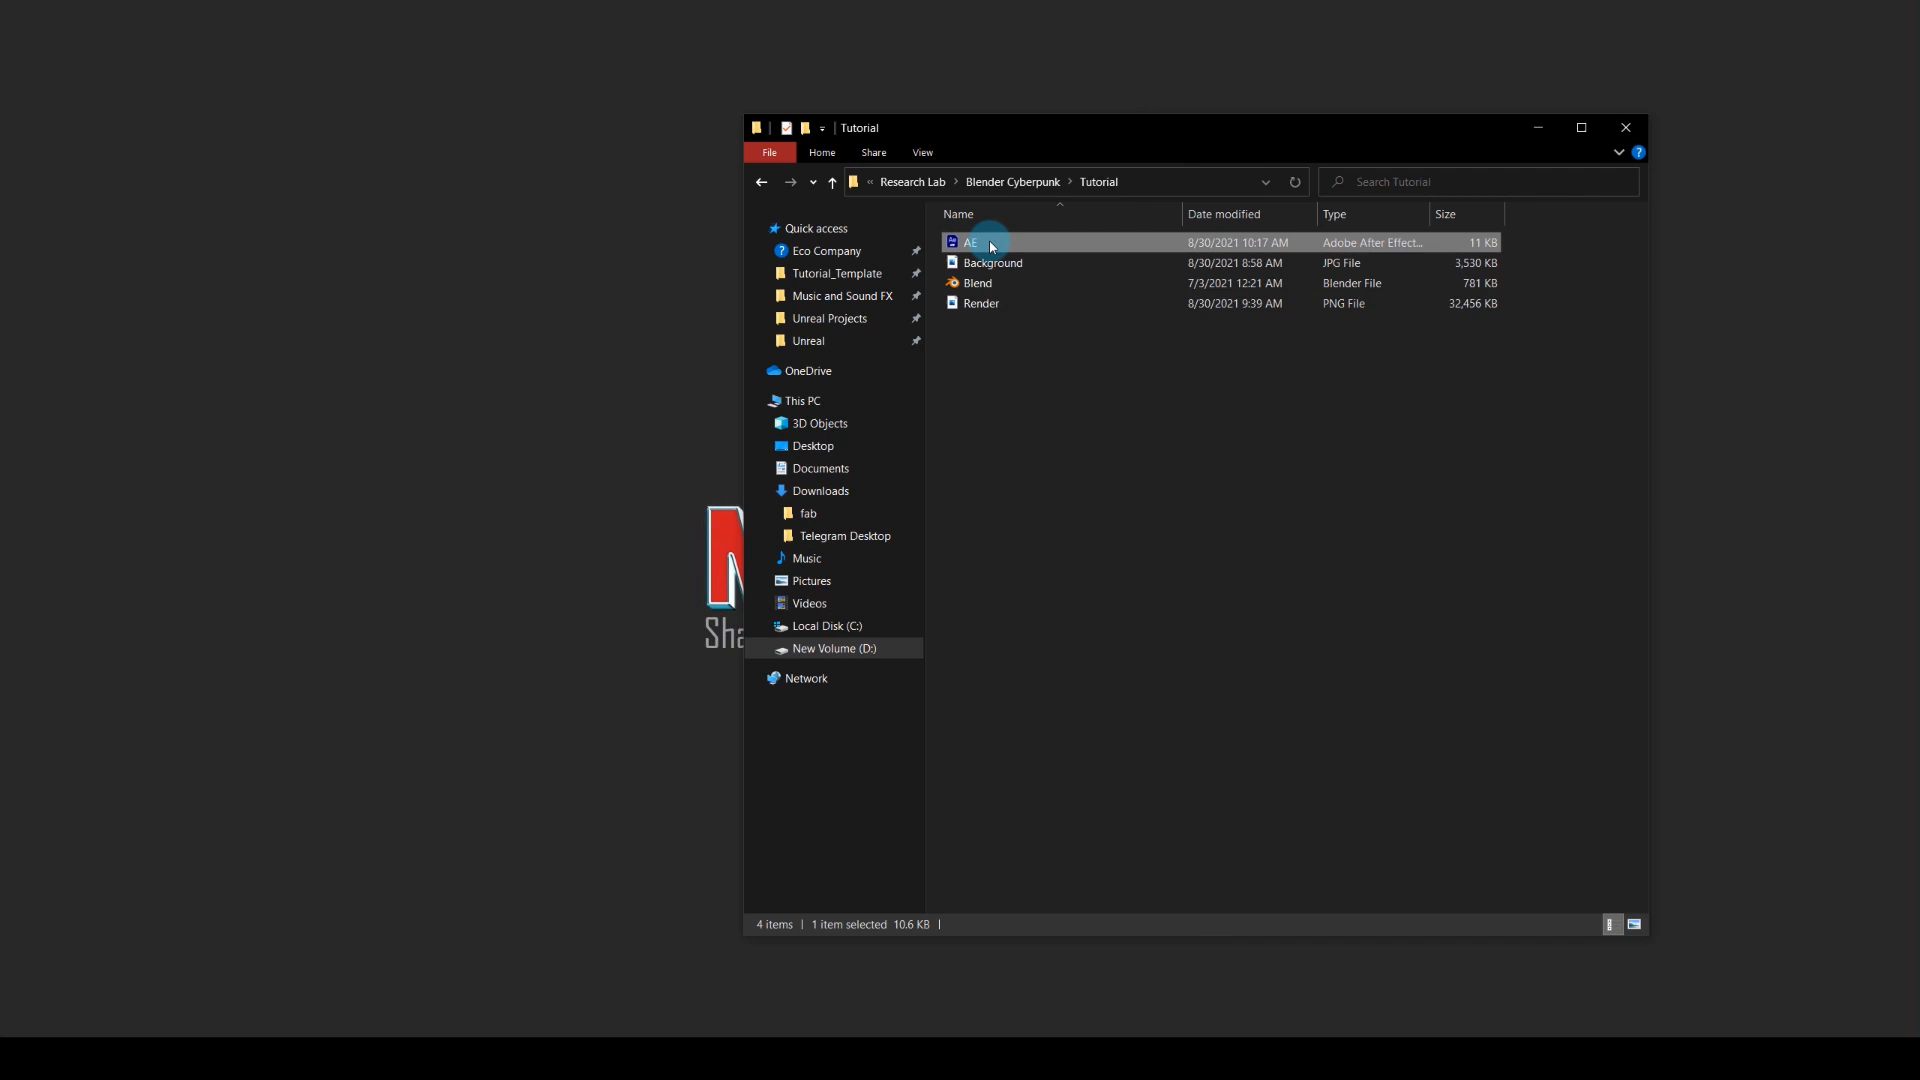 Tutorial
File Home Share View
« Research Lab > Blender Cyberpunk > Tutorial Search Tutorial
Name Date modified Type Size
Quick access
Eco Company
Tutorial_Template
Music and Sound FX
Unreal Projects
Unreal
OneDrive
This PC
3D Objects
Desktop
Documents
Downloads
fab
Telegram Desktop
Music
Pictures
Videos
Local Disk (C:)
New Volume (D:)
Network
AE 8/30/2021 10:17 AM Adobe After Effect... 11 KB
Background 8/30/2021 8:58 AM JPG File 3,530 KB
Blend 7/3/2021 12:21 AM Blender File 781 KB
Render 8/30/2021 9:39 AM PNG File 32,456 KB
4 items 1 item selected 10.6 KB